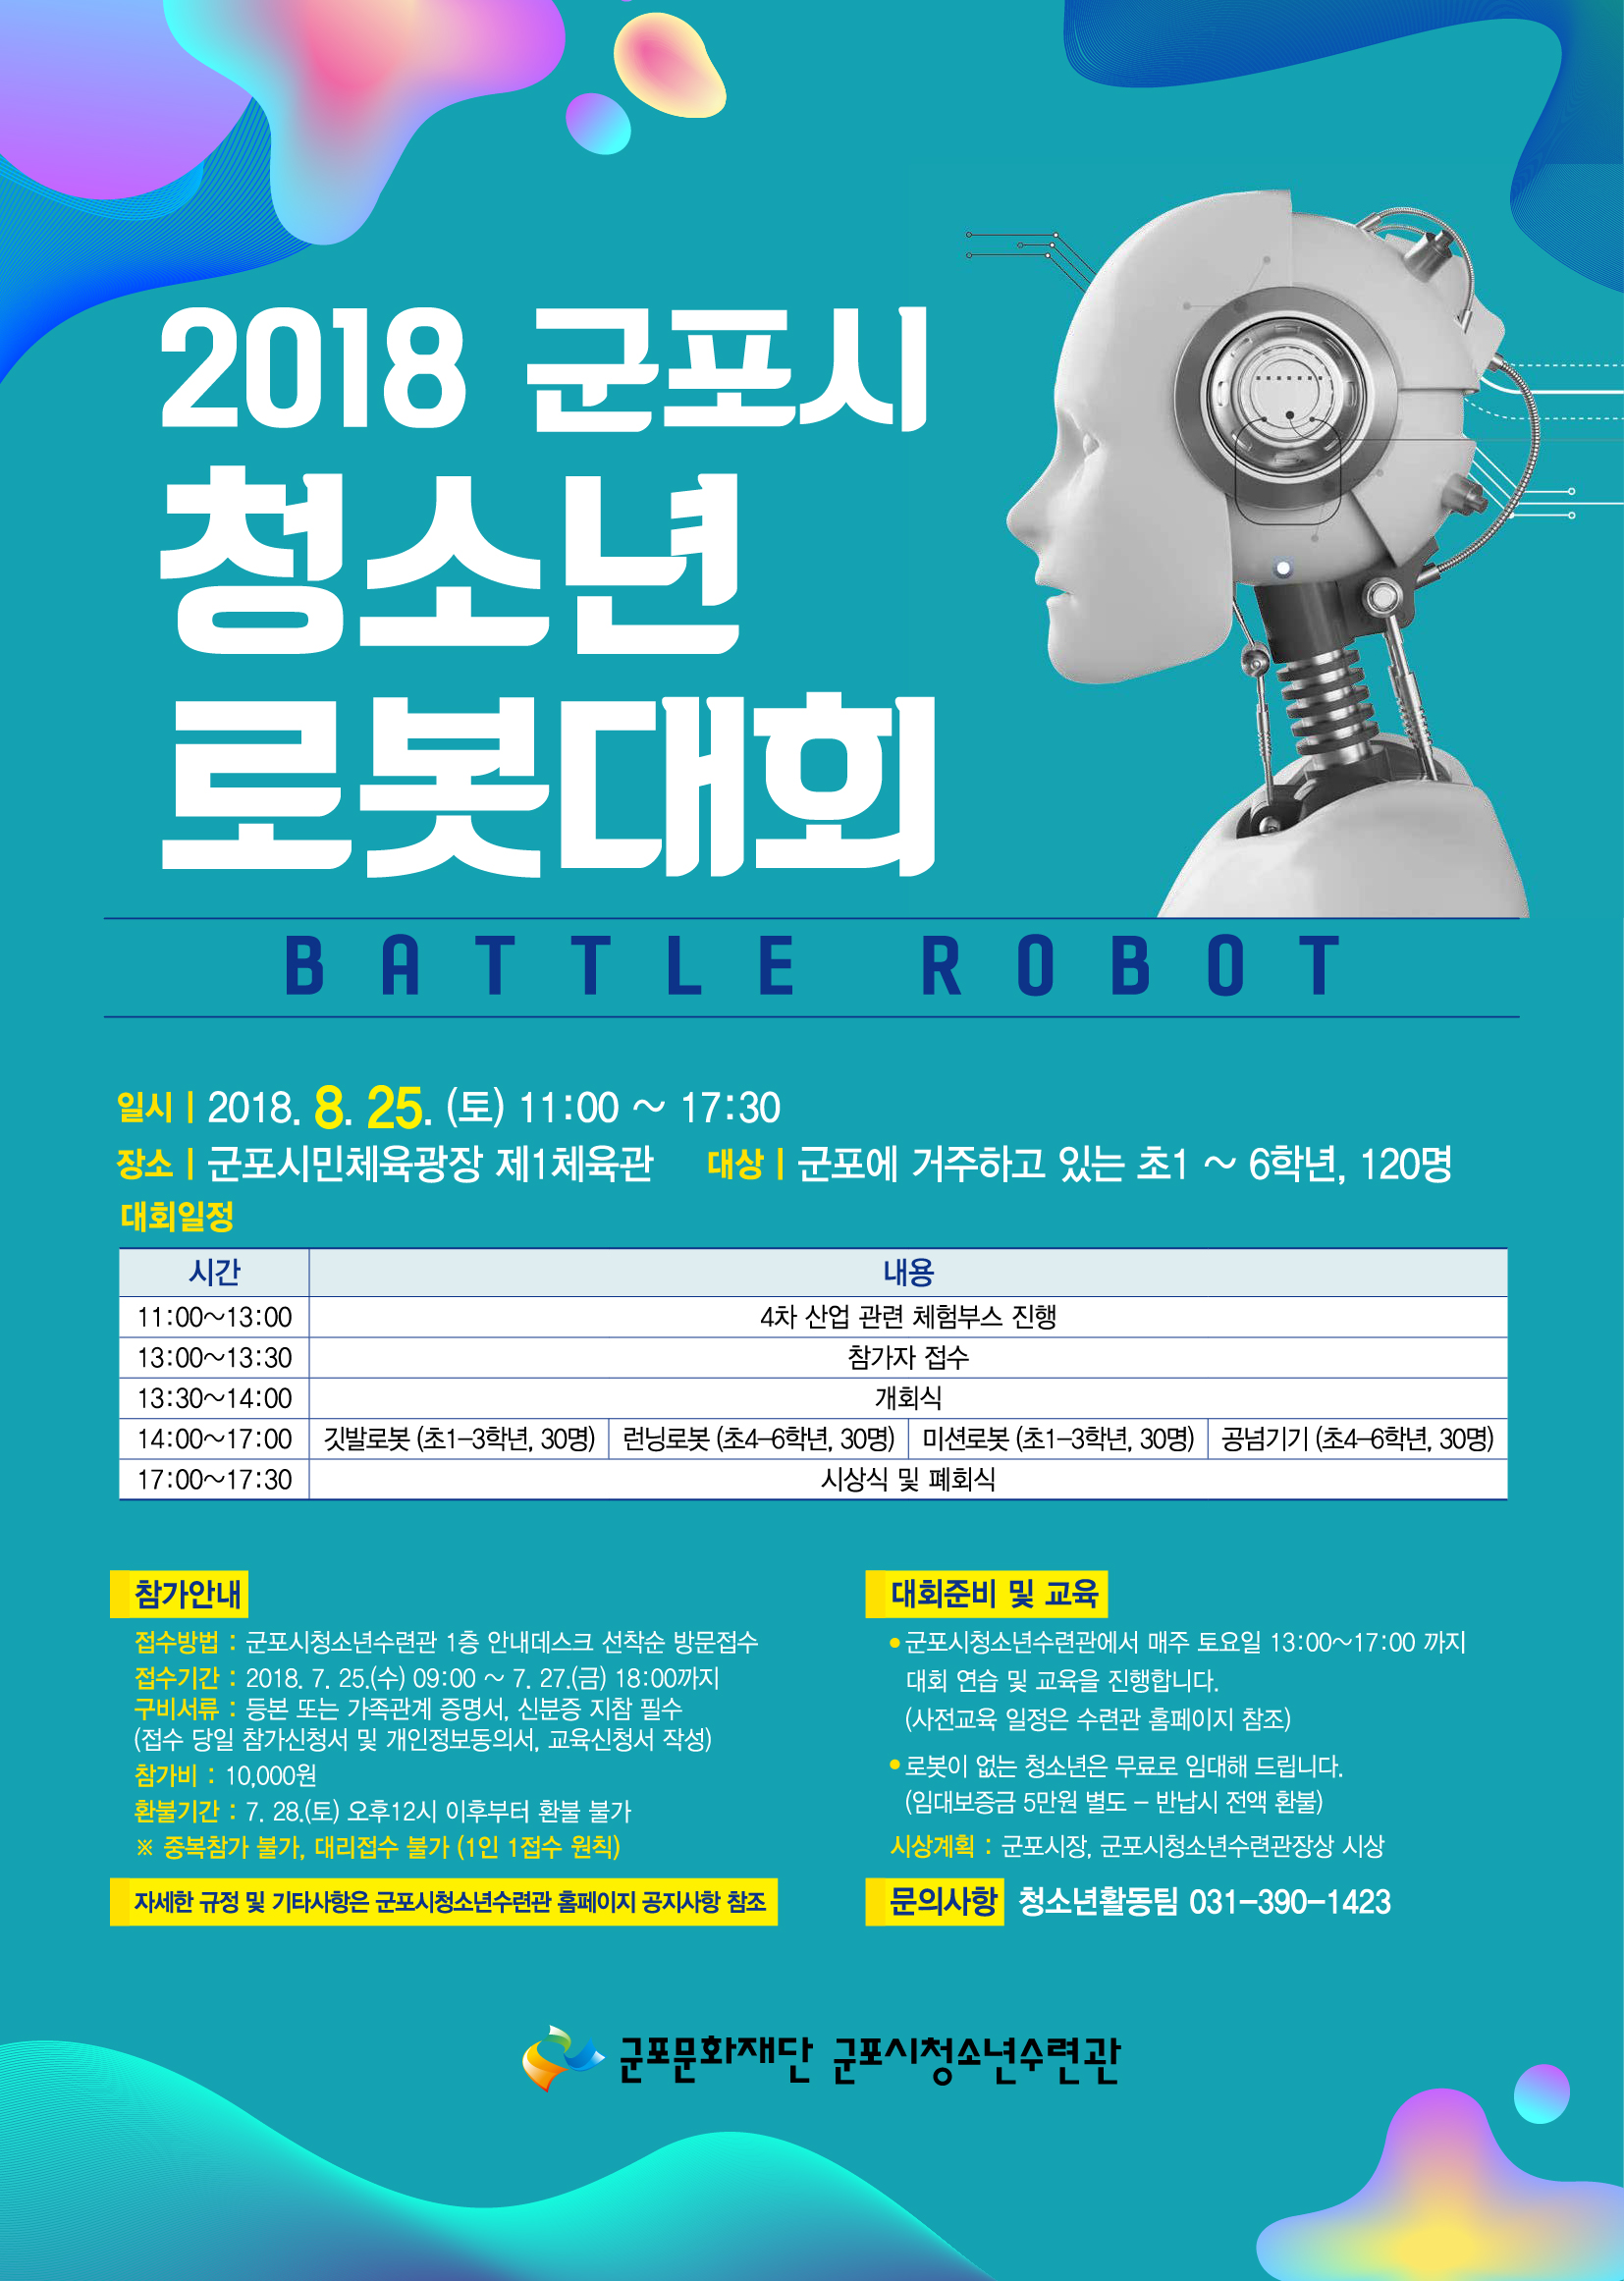 2018 군포시
청소년
로봇대회
BATTLE ROBOT
일시 | 2018. 8. 25. (토) 11:00 ~ 17:30
장소 | 군포시민체육광장 제1체육관 대상 | 군포에 거주하고 있는 초1 ~ 6학년, 120명
대회일정
시간 내용
11:00~13:00 4차 산업 관련 체험부스 진행
13:00~13:30 참가자 접수
13:30~14:00 개회식
14:00~17:00 깃발로봇 (초1-3학년, 30명) 런닝로봇 (초4-6학년, 30명) 미션로봇 (초1-3학년, 30명) 공넘기기 (초4-6학년, 30명)
17:00~17:30 시상식 및 폐회식
참가안내
접수방법 : 군포시청소년수련관 1층 안내데스크 선착순 방문접수
접수기간 : 2018. 7. 25.(수) 09:00 ~ 7. 27.(금) 18:00까지
구비서류 : 등본 또는 가족관계 증명서, 신분증 지참 필수
(접수 당일 참가신청서 및 개인정보동의서, 교육신청서 작성)
참가비 : 10,000원
환불기간 : 7. 28.(토) 오후12시 이후부터 환불 불가
※ 중복참가 불가, 대리접수 불가 (1인 1접수 원칙)
자세한 규정 및 기타사항은 군포시청소년수련관 홈페이지 공지사항 참조
대회준비 및 교육
● 군포시청소년수련관에서 매주 토요일 13:00~17:00 까지
대회 연습 및 교육을 진행합니다.
(사전교육 일정은 수련관 홈페이지 참조)
● 로봇이 없는 청소년은 무료로 임대해 드립니다.
(임대보증금 5만원 별도 - 반납시 전액 환불)
시상계획 : 군포시장, 군포시청소년수련관장상 시상
문의사항 청소년활동팀 031-390-1423
군포문화재단 군포시청소년수련관